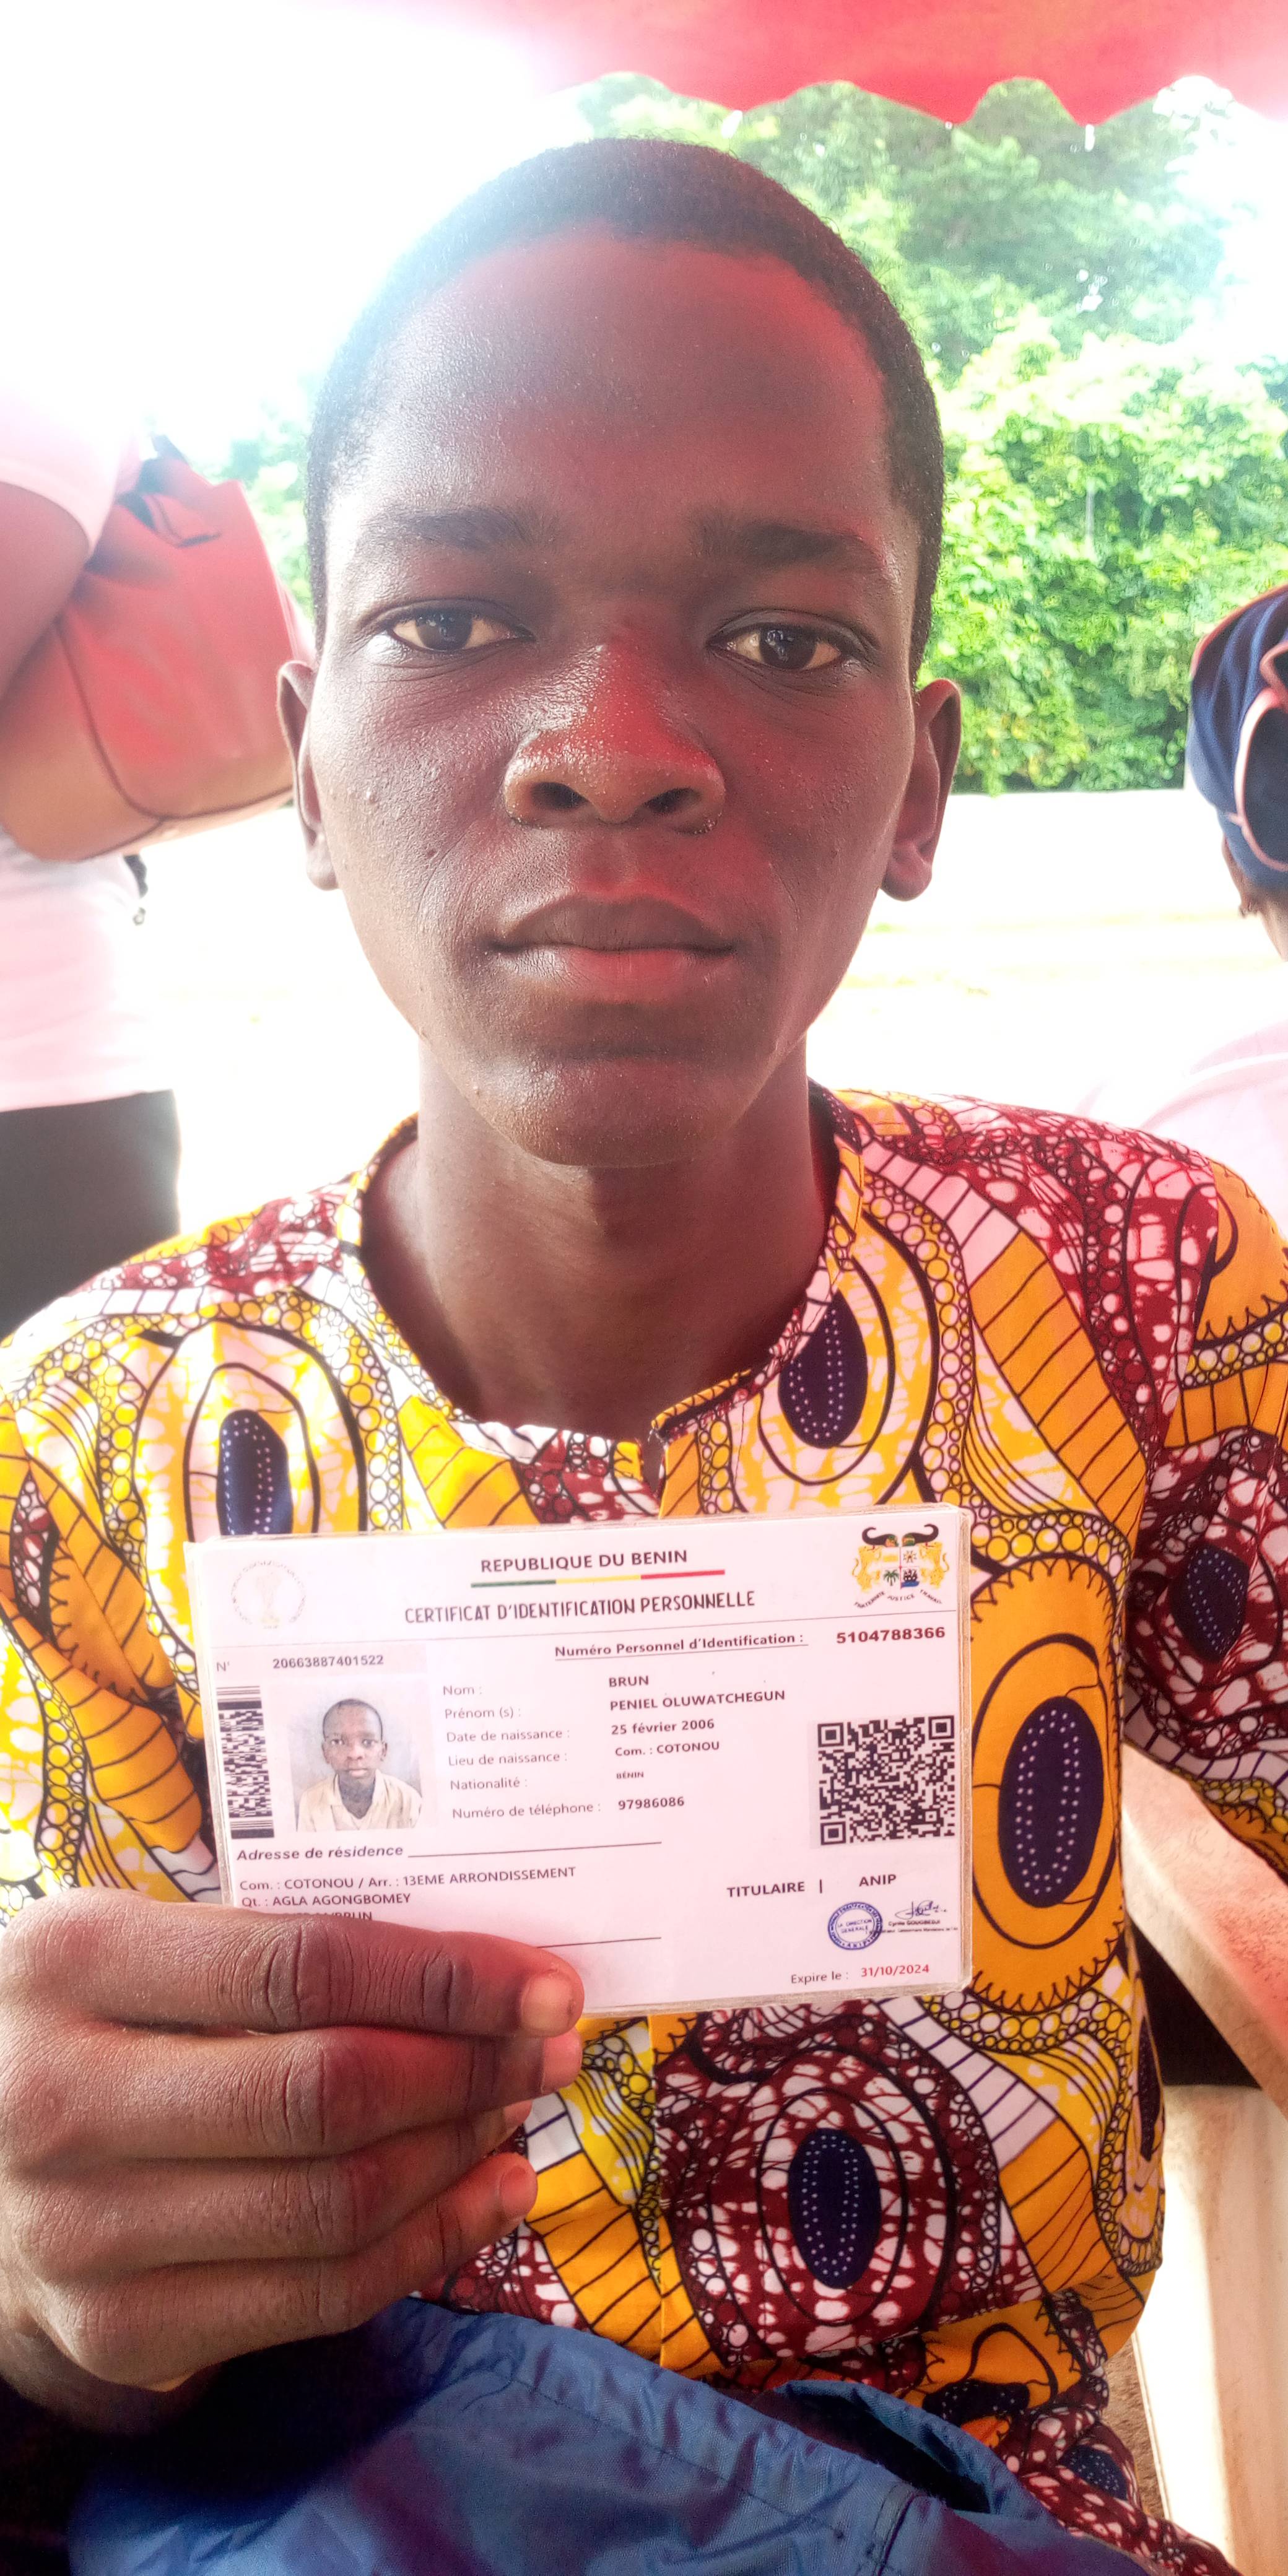 REPUBLIQUE DU BENIN
CERTIFICAT D'IDENTIFICATION PERSONNELLE
Numéro Personnel d'Identification : 5104788366
N° 20663887401522
Nom : BRUN
Prénom (s) : PENIEL OLUWATCHEGUN
Date de naissance : 25 février 2006
Lieu de naissance : Com. : COTONOU
Nationalité : BÉNIN
Numéro de téléphone : 97986086
Adresse de résidence
Com. : COTONOU / Arr. : 13EME ARRONDISSEMENT
Qt. : AGLA AGONGBOMEY
TITULAIRE | ANIP
Expire le : 31/10/2024